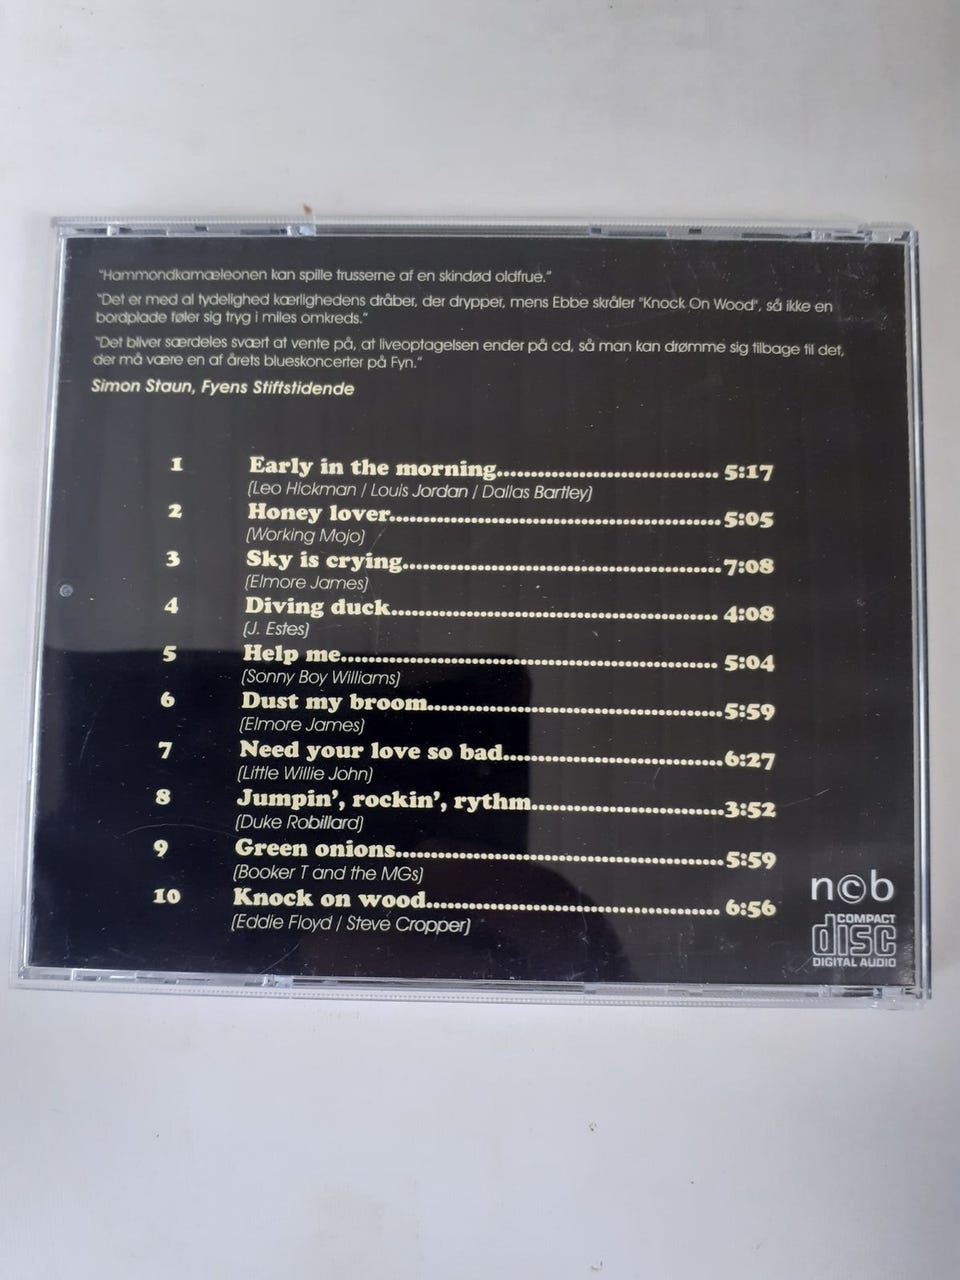 "Hammondkamæleonen kan spille trusserne af en skindød oldfrue."
"Det er med al tydelighed kærlighedens dråber, der drypper, mens Ebbe skråler "Knock On Wood", så ikke en
bordplade føler sig tryg i miles omkreds."
"Det bliver særdeles svært at vente på, at liveoptagelsen ender på cd, så man kan drømme sig tilbage til det,
der må være en af årets blueskoncerter på Fyn."
Simon Staun, Fyens Stiftstidende
1 Early in the morning 5:17
(Leo Hickman / Louis Jordan / Dallas Bartley)
2 Honey lover 5:05
(Working Mojo)
3 Sky is crying 7:08
(Elmore James)
4 Diving duck 4:08
(J. Estes)
5 Help me 5:04
(Sonny Boy Williams)
6 Dust my broom 5:59
(Elmore James)
7 Need your love so bad 6:27
(Little Willie John)
8 Jumpin', rockin', rythm 3:52
(Duke Robillard)
9 Green onions 5:59
(Booker T and the MGs)
10 Knock on wood 6:56
(Eddie Floyd / Steve Cropper)
n©b
COMPACT
disc
DIGITAL AUDIO